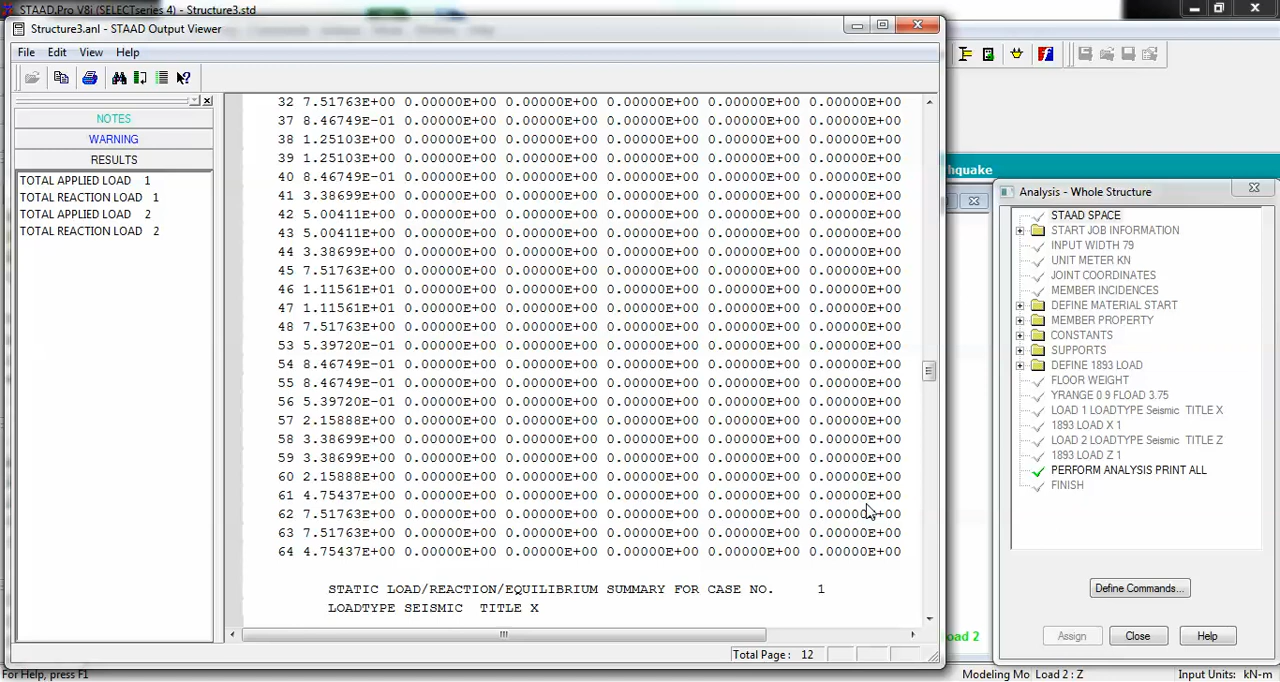 STAAD.Pro V8i (SELECTseries 4) - Structure3.std
Structure3.anl - STAAD Output Viewer
File Edit View Help
NOTES
WARNING
RESULTS
TOTAL APPLIED LOAD 1
TOTAL REACTION LOAD 1
TOTAL APPLIED LOAD 2
TOTAL REACTION LOAD 2
32 7.51763E+00 0.00000E+00 0.00000E+00 0.00000E+00 0.00000E+00 0.00000E+00
37 8.46749E-01 0.00000E+00 0.00000E+00 0.00000E+00 0.00000E+00 0.00000E+00
38 1.25103E+00 0.00000E+00 0.00000E+00 0.00000E+00 0.00000E+00 0.00000E+00
39 1.25103E+00 0.00000E+00 0.00000E+00 0.00000E+00 0.00000E+00 0.00000E+00
40 8.46749E-01 0.00000E+00 0.00000E+00 0.00000E+00 0.00000E+00 0.00000E+00
41 3.38699E+00 0.00000E+00 0.00000E+00 0.00000E+00 0.00000E+00 0.00000E+00
42 5.00411E+00 0.00000E+00 0.00000E+00 0.00000E+00 0.00000E+00 0.00000E+00
43 5.00411E+00 0.00000E+00 0.00000E+00 0.00000E+00 0.00000E+00 0.00000E+00
44 3.38699E+00 0.00000E+00 0.00000E+00 0.00000E+00 0.00000E+00 0.00000E+00
45 7.51763E+00 0.00000E+00 0.00000E+00 0.00000E+00 0.00000E+00 0.00000E+00
46 1.11561E+01 0.00000E+00 0.00000E+00 0.00000E+00 0.00000E+00 0.00000E+00
47 1.11561E+01 0.00000E+00 0.00000E+00 0.00000E+00 0.00000E+00 0.00000E+00
48 7.51763E+00 0.00000E+00 0.00000E+00 0.00000E+00 0.00000E+00 0.00000E+00
53 5.39720E-01 0.00000E+00 0.00000E+00 0.00000E+00 0.00000E+00 0.00000E+00
54 8.46749E-01 0.00000E+00 0.00000E+00 0.00000E+00 0.00000E+00 0.00000E+00
55 8.46749E-01 0.00000E+00 0.00000E+00 0.00000E+00 0.00000E+00 0.00000E+00
56 5.39720E-01 0.00000E+00 0.00000E+00 0.00000E+00 0.00000E+00 0.00000E+00
57 2.15888E+00 0.00000E+00 0.00000E+00 0.00000E+00 0.00000E+00 0.00000E+00
58 3.38699E+00 0.00000E+00 0.00000E+00 0.00000E+00 0.00000E+00 0.00000E+00
59 3.38699E+00 0.00000E+00 0.00000E+00 0.00000E+00 0.00000E+00 0.00000E+00
60 2.15888E+00 0.00000E+00 0.00000E+00 0.00000E+00 0.00000E+00 0.00000E+00
61 4.75437E+00 0.00000E+00 0.00000E+00 0.00000E+00 0.00000E+00 0.00000E+00
62 7.51763E+00 0.00000E+00 0.00000E+00 0.00000E+00 0.00000E+00 0.00000E+00
63 7.51763E+00 0.00000E+00 0.00000E+00 0.00000E+00 0.00000E+00 0.00000E+00
64 4.75437E+00 0.00000E+00 0.00000E+00 0.00000E+00 0.00000E+00 0.00000E+00
STATIC LOAD/REACTION/EQUILIBRIUM SUMMARY FOR CASE NO. 1
LOADTYPE SEISMIC TITLE X
Total Page: 12
hquake
Analysis - Whole Structure
STAAD SPACE
START JOB INFORMATION
INPUT WIDTH 79
UNIT METER KN
JOINT COORDINATES
MEMBER INCIDENCES
DEFINE MATERIAL START
MEMBER PROPERTY
CONSTANTS
SUPPORTS
DEFINE 1893 LOAD
FLOOR WEIGHT
YRANGE 0 9 FLOAD 3.75
LOAD 1 LOADTYPE Seismic TITLE X
1893 LOAD X 1
LOAD 2 LOADTYPE Seismic TITLE Z
1893 LOAD Z 1
PERFORM ANALYSIS PRINT ALL
FINISH
Define Commands...
oad 2
Assign Close Help
For Help, press F1
Modeling Mo Load 2 : Z Input Units: kN-m